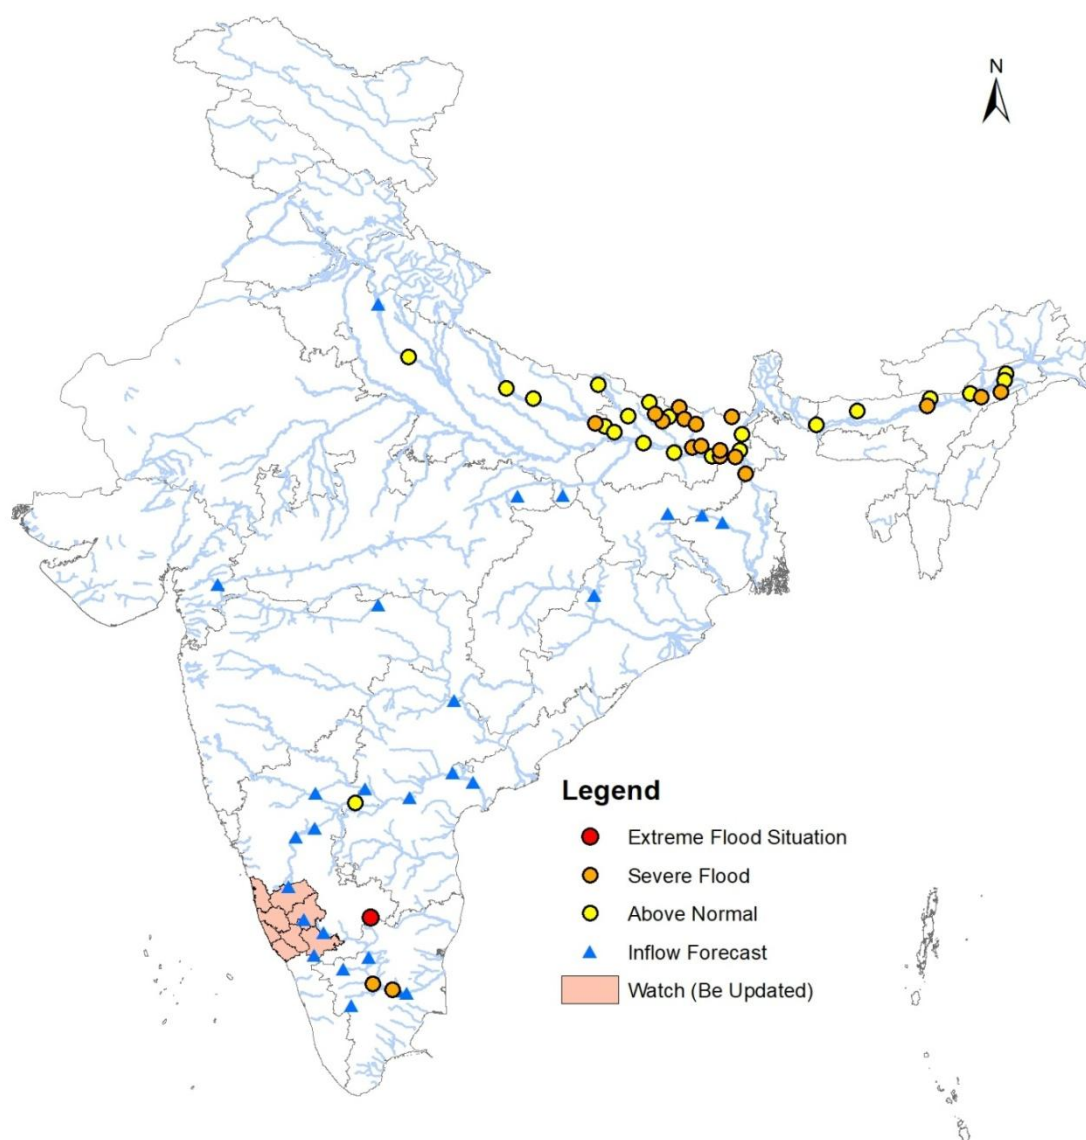 N
Legend
Extreme Flood Situation
Severe Flood
Above Normal
Inflow Forecast
Watch (Be Updated)